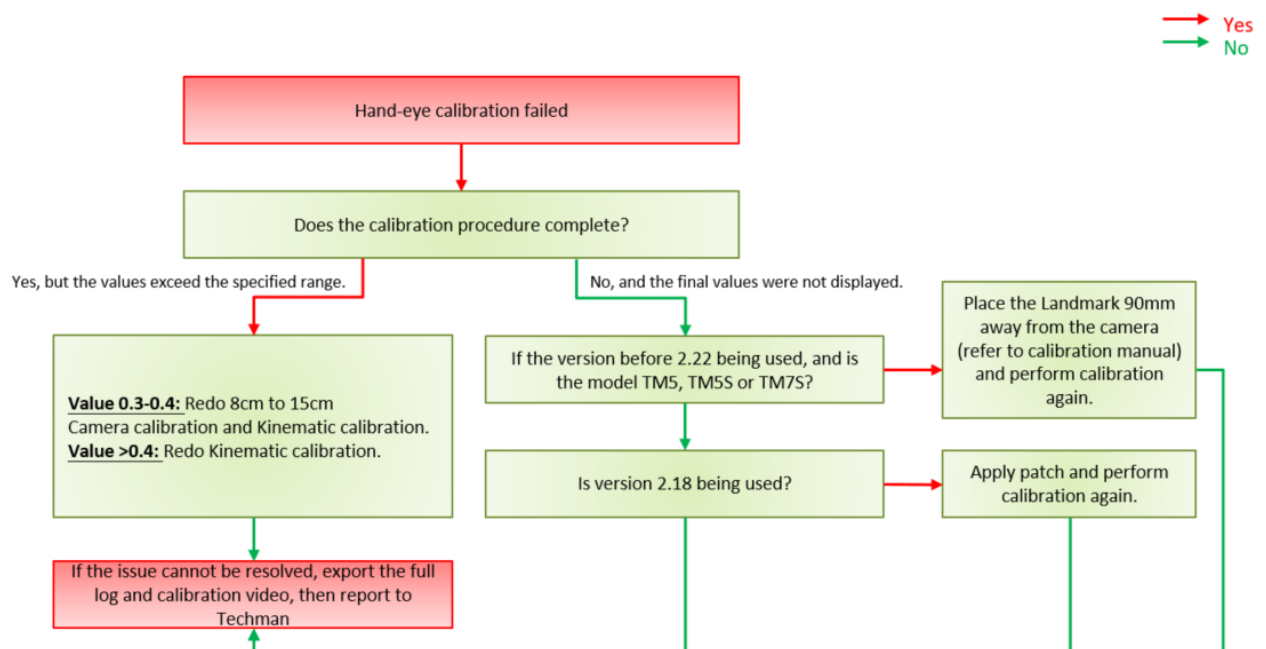 Yes
No
Hand-eye calibration failed
Does the calibration procedure complete?
Yes, but the values exceed the specified range.
No, and the final values were not displayed.
Place the Landmark 90mm
away from the camera
(refer to calibration manual)
and perform calibration
again.
If the version before 2.22 being used, and is
the model TM5, TM5S or TM7S?
Value 0.3-0.4: Redo 8cm to 15cm
Camera calibration and Kinematic calibration.
Value >0.4: Redo Kinematic calibration.
Is version 2.18 being used?
Apply patch and perform
calibration again.
If the issue cannot be resolved, export the full
log and calibration video, then report to
Techman